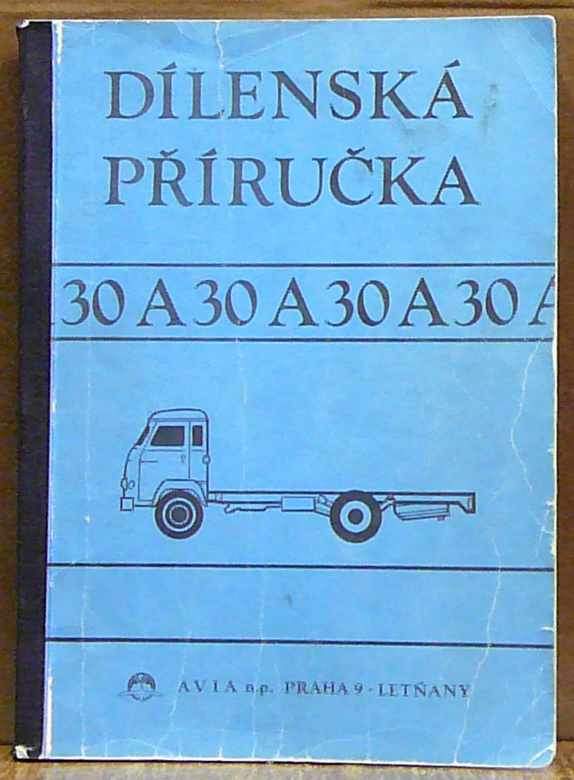 DÍLENSKÁ
PŘÍRUČKA
30 A 30 A 30 A 30 A
AVIA n.p. PRAHA 9 - LETŇANY